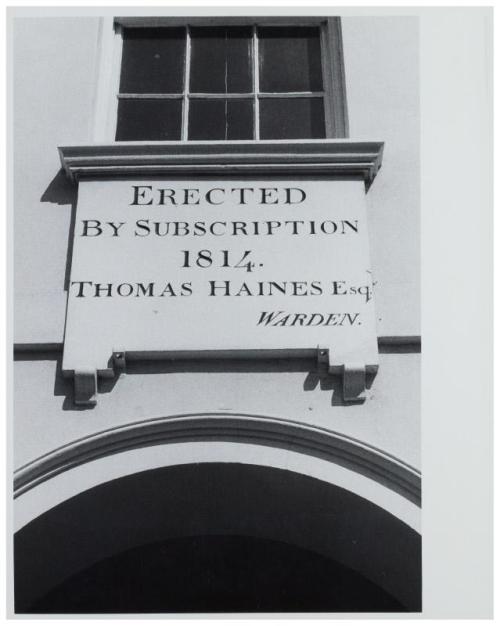 ERECTED
BY SUBSCRIPTION
1814.
THOMAS HAINES Esqr
WARDEN.